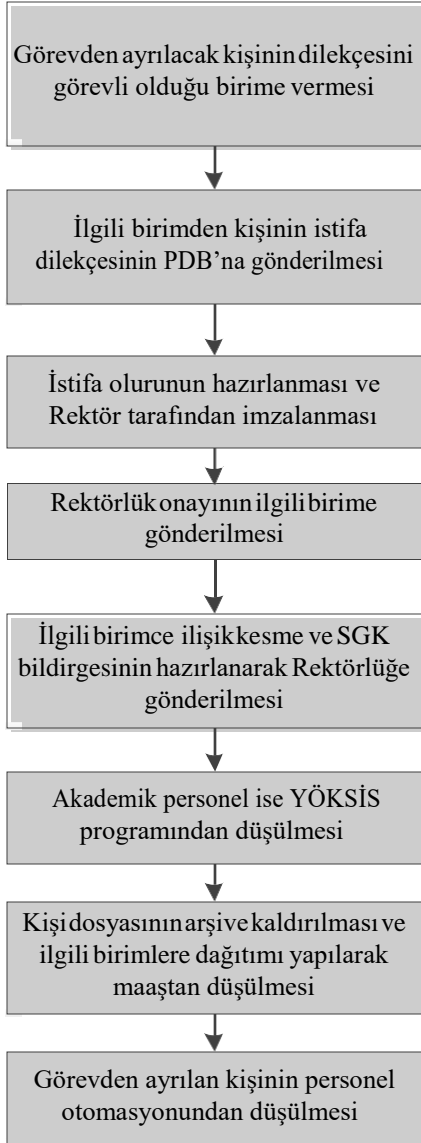 Görevden ayrılacak kişinin dilekçesini
görevli olduğu birime vermesi
İlgili birimden kişinin istifa
dilekçesinin PDB’na gönderilmesi
İstifa olurunun hazırlanması ve
Rektör tarafından imzalanması
Rektörlük onayının ilgili birime
gönderilmesi
İlgili birimce ilişik kesme ve SGK
bildirgesinin hazırlanarak Rektörlüğe
gönderilmesi
Akademik personel ise YÖKSİS
programından düşülmesi
Kişi dosyasının arşive kaldırılması ve
ilgili birimlere dağıtımı yapılarak
maaştan düşülmesi
Görevden ayrılan kişinin personel
otomasyonundan düşülmesi